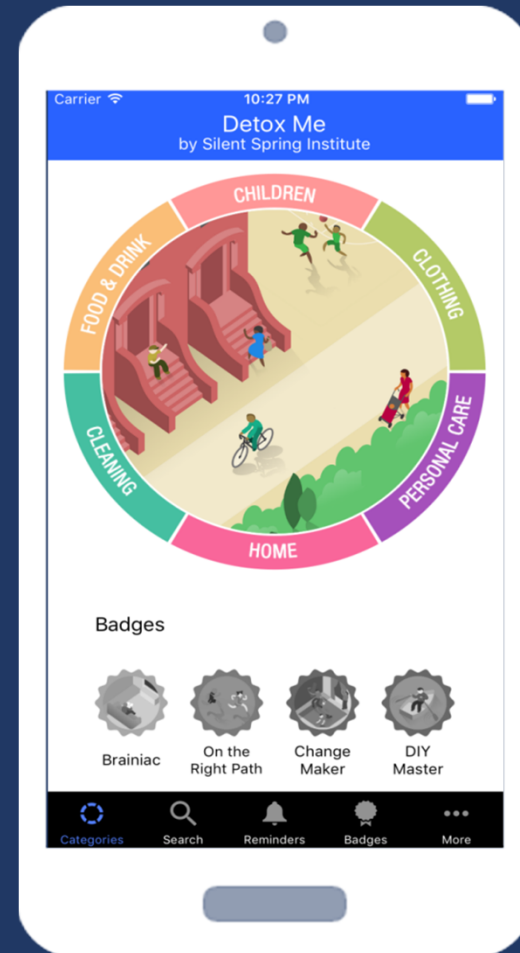 Carrier
10:27 PM
Detox Me
by Silent Spring Institute
CHILDREN
FOOD & DRINK
CLOTHING
CLEANING
PERSONAL CARE
HOME
Badges
Brainiac
On the
Right Path
Change
Maker
DIY
Master
Categories
Search
Reminders
Badges
More